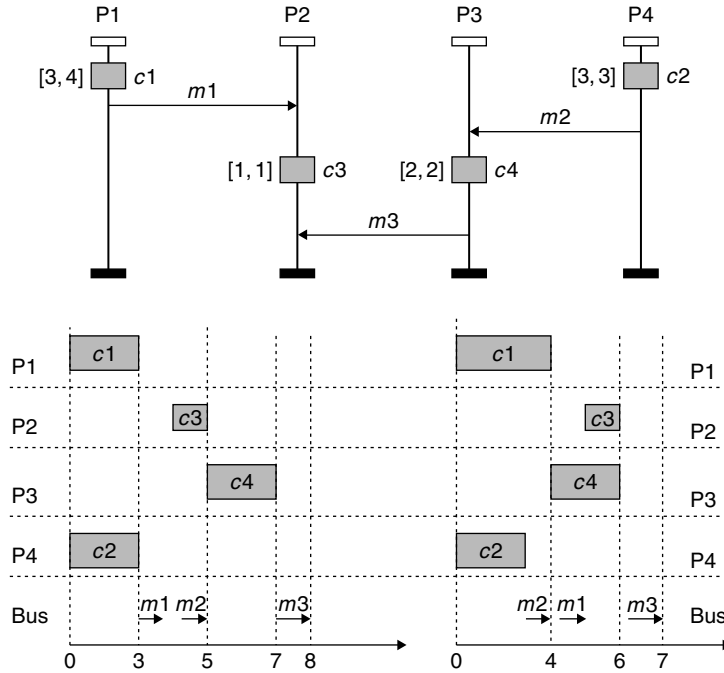 P1 P2 P3 P4
[3, 4] c1 [3, 3] c2
m1
m2
[1, 1] c3 [2, 2] c4
m3
c1 c1
P1 P1
c3 c3
P2 P2
c4 c4
P3 P3
c2 c2
P4 P4
m1 m2 m3 m2 m1 m3
Bus Bus
0 3 5 7 8 0 4 6 7